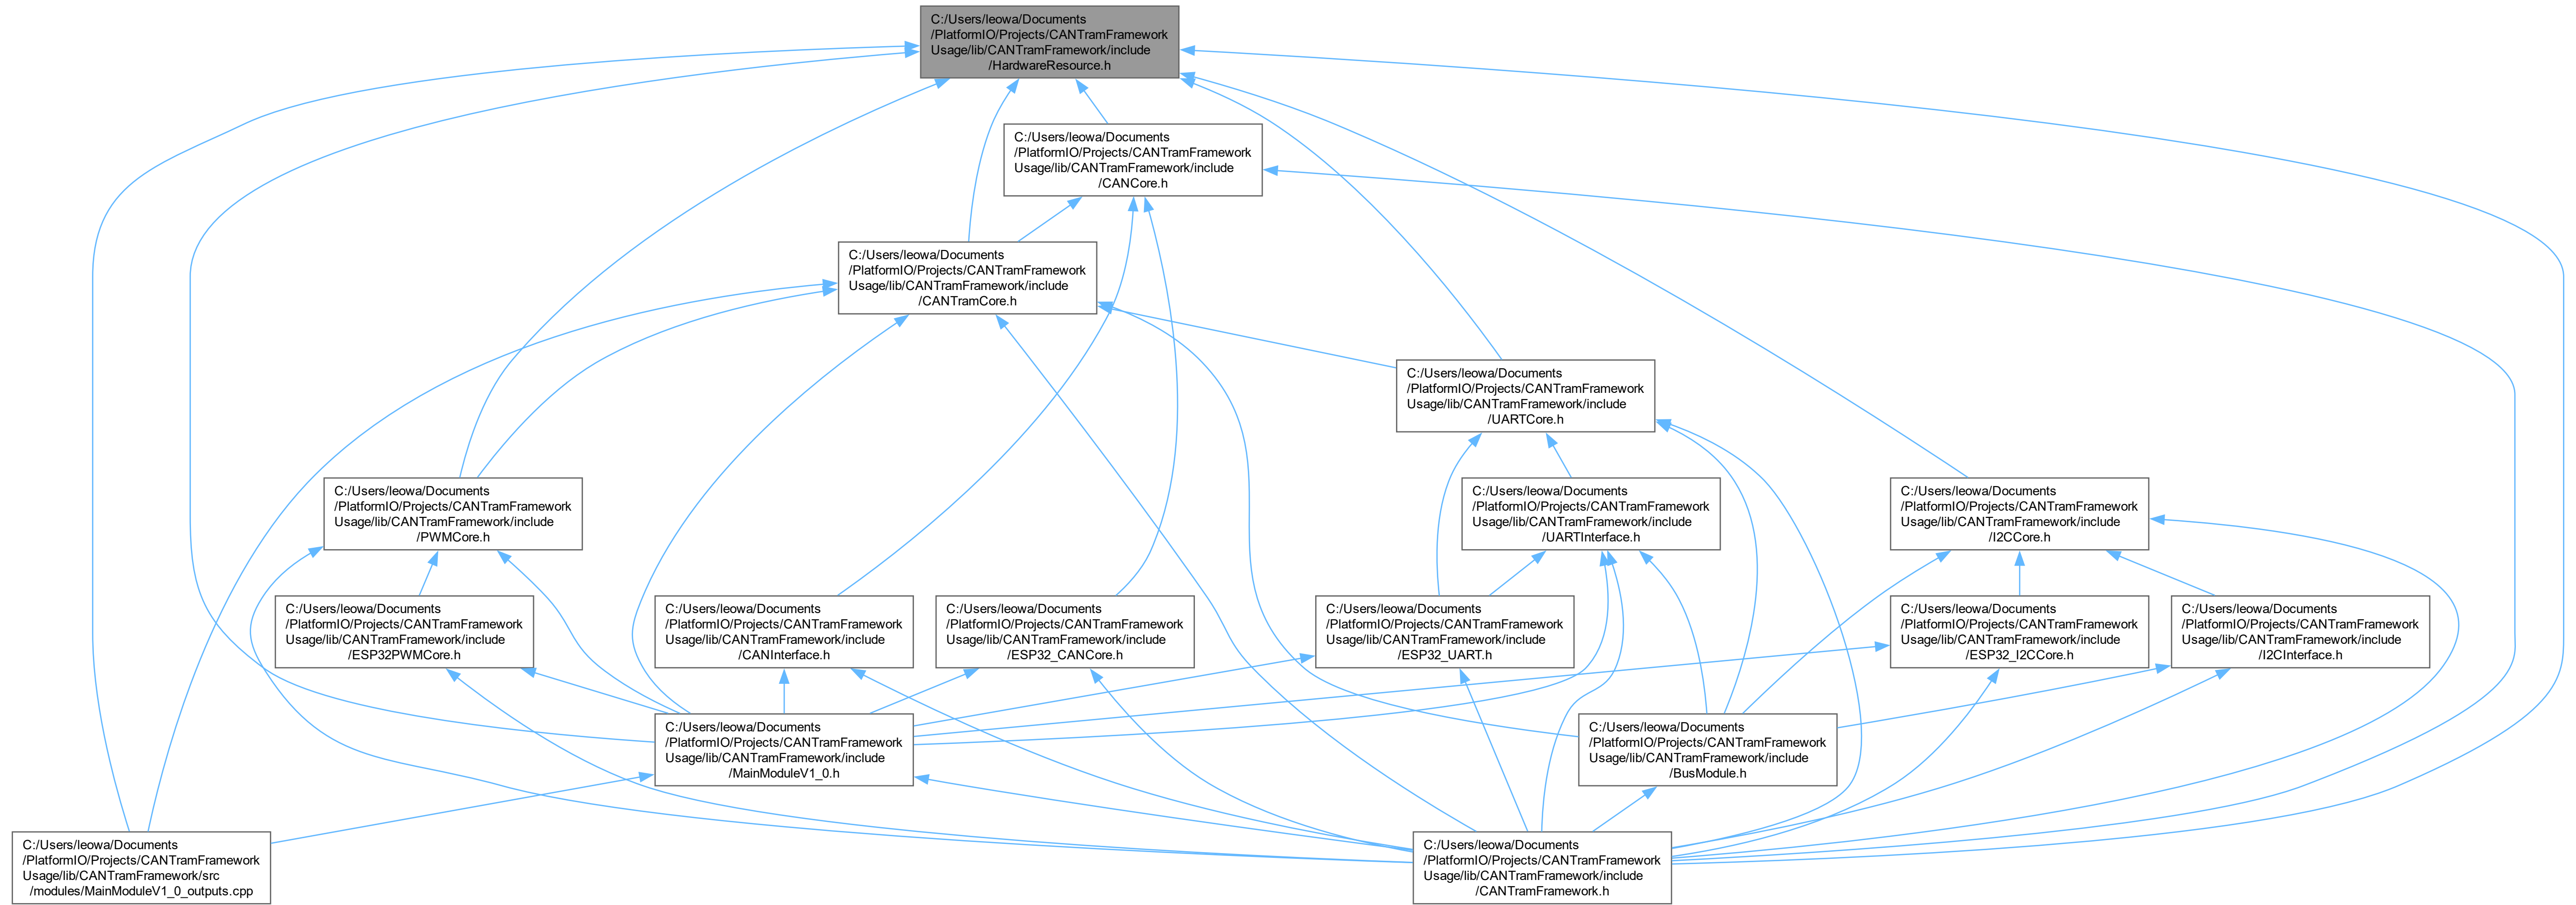 C:/Users/leowa/Documents
/PlatformIO/Projects/CANTramFramework
Usage/lib/CANTramFramework/include
/HardwareResource.h
C:/Users/leowa/Documents
/PlatformIO/Projects/CANTramFramework
Usage/lib/CANTramFramework/include
/CANCore.h
C:/Users/leowa/Documents
/PlatformIO/Projects/CANTramFramework
Usage/lib/CANTramFramework/include
/CANTramCore.h
C:/Users/leowa/Documents
/PlatformIO/Projects/CANTramFramework
Usage/lib/CANTramFramework/include
/UARTCore.h
C:/Users/leowa/Documents
/PlatformIO/Projects/CANTramFramework
Usage/lib/CANTramFramework/include
/PWMCore.h
C:/Users/leowa/Documents
/PlatformIO/Projects/CANTramFramework
Usage/lib/CANTramFramework/include
/UARTInterface.h
C:/Users/leowa/Documents
/PlatformIO/Projects/CANTramFramework
Usage/lib/CANTramFramework/include
/I2CCore.h
C:/Users/leowa/Documents
/PlatformIO/Projects/CANTramFramework
Usage/lib/CANTramFramework/include
/ESP32PWMCore.h
C:/Users/leowa/Documents
/PlatformIO/Projects/CANTramFramework
Usage/lib/CANTramFramework/include
/CANInterface.h
C:/Users/leowa/Documents
/PlatformIO/Projects/CANTramFramework
Usage/lib/CANTramFramework/include
/ESP32_CANCore.h
C:/Users/leowa/Documents
/PlatformIO/Projects/CANTramFramework
Usage/lib/CANTramFramework/include
/ESP32_UART.h
C:/Users/leowa/Documents
/PlatformIO/Projects/CANTramFramework
Usage/lib/CANTramFramework/include
/ESP32_I2CCore.h
C:/Users/leowa/Documents
/PlatformIO/Projects/CANTramFramework
Usage/lib/CANTramFramework/include
/I2CInterface.h
C:/Users/leowa/Documents
/PlatformIO/Projects/CANTramFramework
Usage/lib/CANTramFramework/include
/MainModuleV1_0.h
C:/Users/leowa/Documents
/PlatformIO/Projects/CANTramFramework
Usage/lib/CANTramFramework/include
/BusModule.h
C:/Users/leowa/Documents
/PlatformIO/Projects/CANTramFramework
Usage/lib/CANTramFramework/src
/modules/MainModuleV1_0_outputs.cpp
C:/Users/leowa/Documents
/PlatformIO/Projects/CANTramFramework
Usage/lib/CANTramFramework/include
/CANTramFramework.h